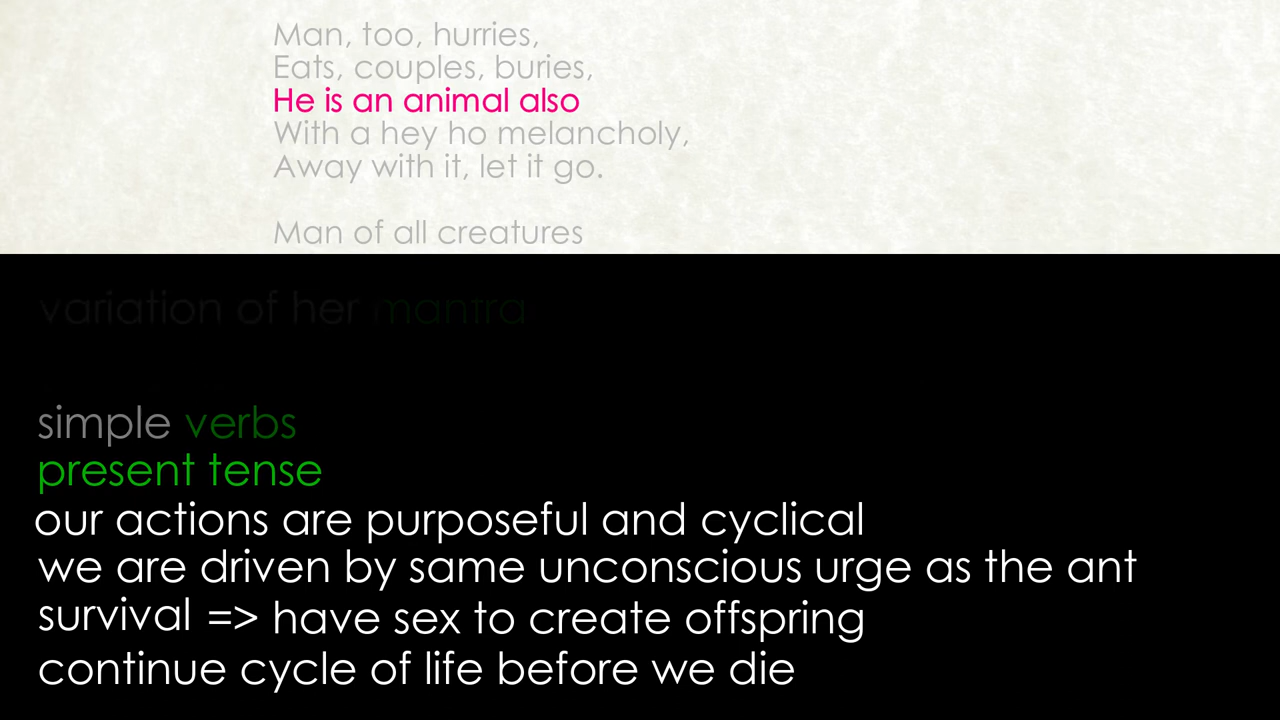 Man, too, hurries,
Eats, couples, buries,
He is an animal also
With a hey ho melancholy,
Away with it, let it go.
Man of all creatures
variation of her mantra
simple verbs
present tense
our actions are purposeful and cyclical
we are driven by same unconscious urge as the ant
survival => have sex to create offspring
continue cycle of life before we die